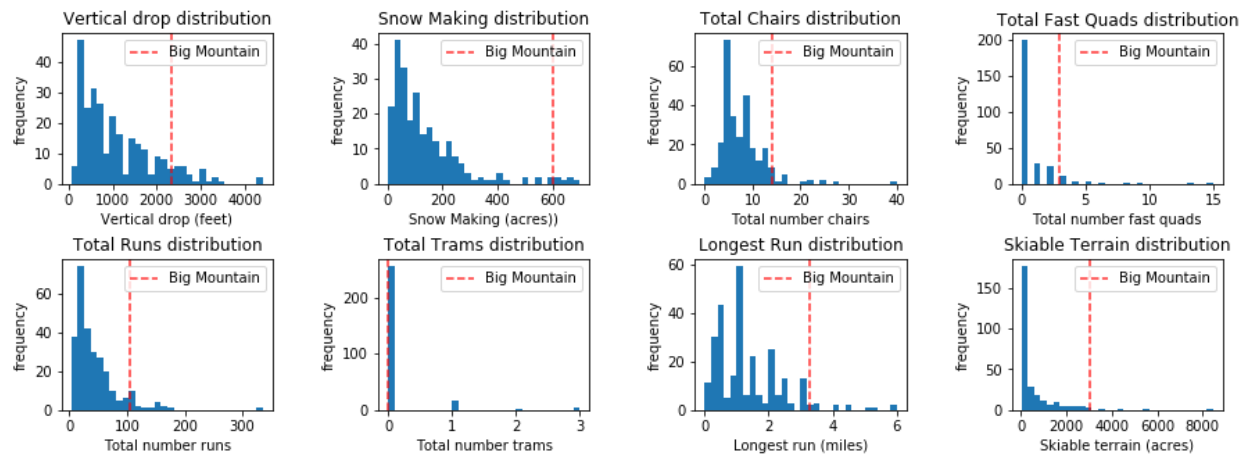 Vertical drop distribution
Big Mountain
frequency
40
30
20
10
0
1000
2000
3000
4000
Vertical drop (feet)
Snow Making distribution
Big Mountain
frequency
40
30
20
10
0
0
200
400
600
Snow Making (acres))
Total Chairs distribution
Big Mountain
frequency
60
40
20
0
0
10
20
30
40
Total number chairs
Total Fast Quads distribution
Big Mountain
frequency
200
150
100
50
0
0
5
10
15
Total number fast quads
Total Runs distribution
Big Mountain
frequency
60
40
20
0
0
100
200
300
Total number runs
Total Trams distribution
Big Mountain
frequency
200
100
0
0
1
2
3
Total number trams
Longest Run distribution
Big Mountain
frequency
60
40
20
0
0
2
4
6
Longest run (miles)
Skiable Terrain distribution
Big Mountain
frequency
150
100
50
0
0
2000
4000
6000
8000
Skiable terrain (acres)